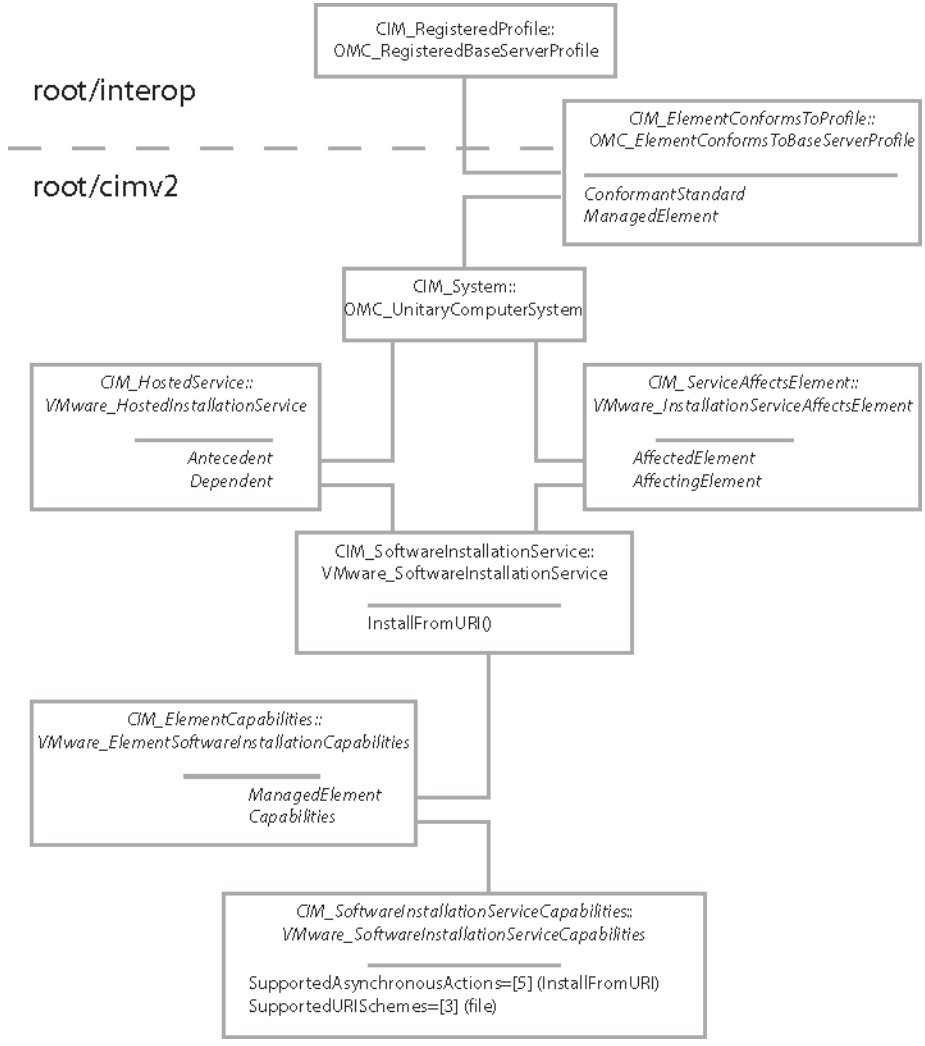 CIM_RegisteredProfile::
OMC_RegisteredBaseServerProfile
root/interop
CIM_ElementConformsToProfile::
OMC_ElementConformsToBaseServerProfile
root/cimv2
ConformantStandard
ManagedElement
CIM_System::
OMC_UnitaryComputerSystem
CIM_HostedService::
VMware_HostedInstallationService
Antecedent
Dependent
CIM_ServiceAffectsElement::
VMware_InstallationServiceAffectsElement
AffectedElement
AffectingElement
CIM_SoftwareInstallationService::
VMware_SoftwareInstallationService
InstallFromURI()
CIM_ElementCapabilities::
VMware_ElementSoftwareInstallationCapabilities
ManagedElement
Capabilities
CIM_SoftwareInstallationServiceCapabilities::
VMware_SoftwareInstallationServiceCapabilities
SupportedAsynchronousActions=[5] (InstallFromURI)
SupportedURISchemes=[3] (file)